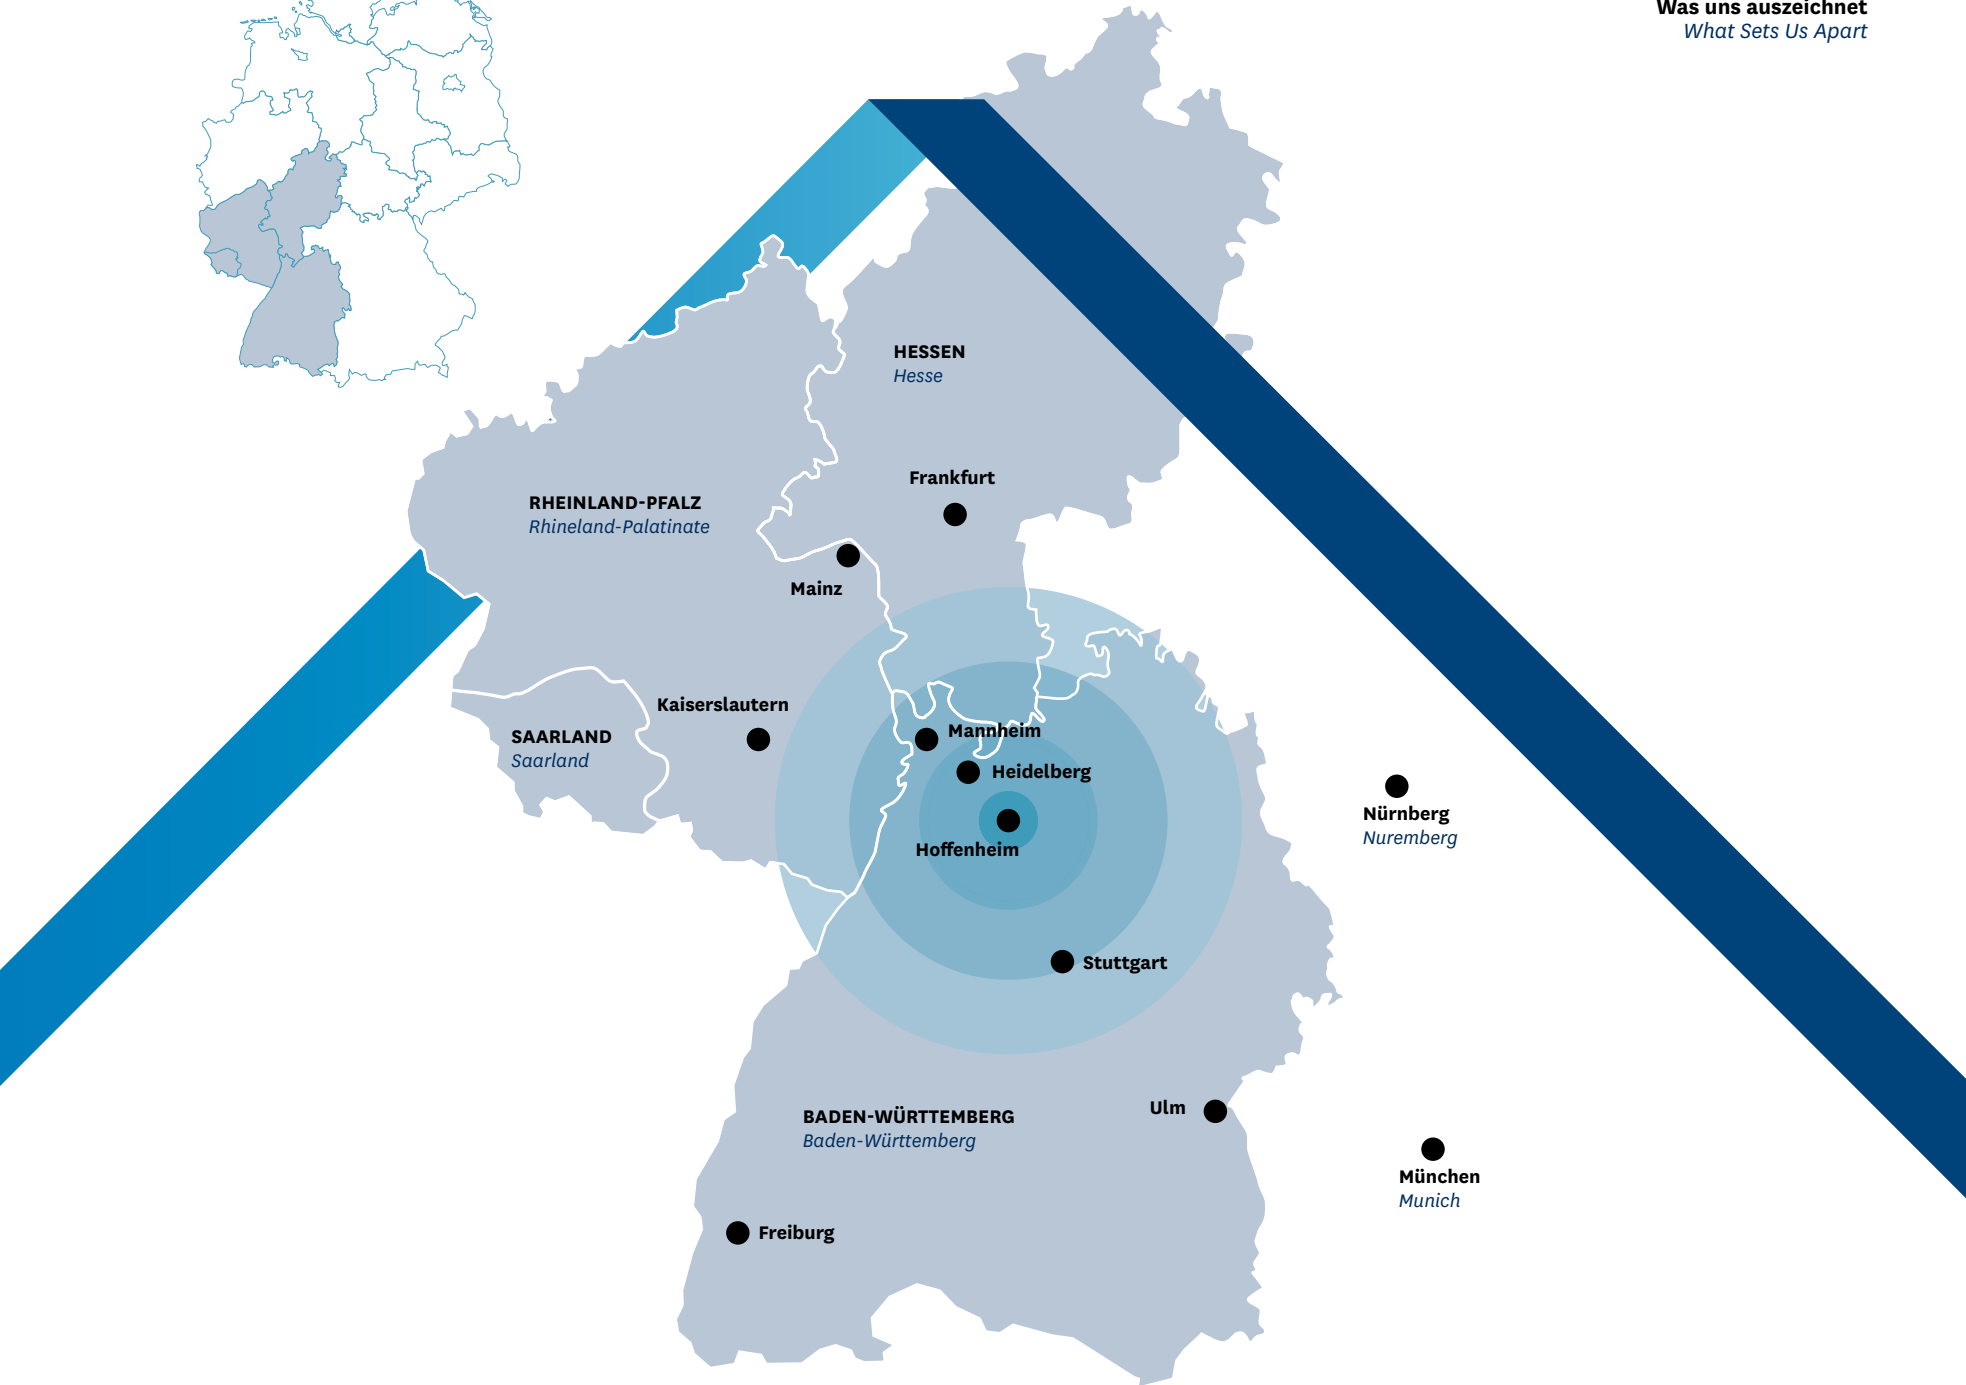 Was uns auszeichnet
What Sets Us Apart
HESSEN
Hesse
Frankfurt
RHEINLAND-PFALZ
Rhineland-Palatinate
Mainz
Kaiserslautern
SAARLAND
Saarland
Mannheim
Heidelberg
Hoffenheim
Nürnberg
Nuremberg
Stuttgart
BADEN-WÜRTTEMBERG
Baden-Württemberg
Ulm
München
Munich
Freiburg